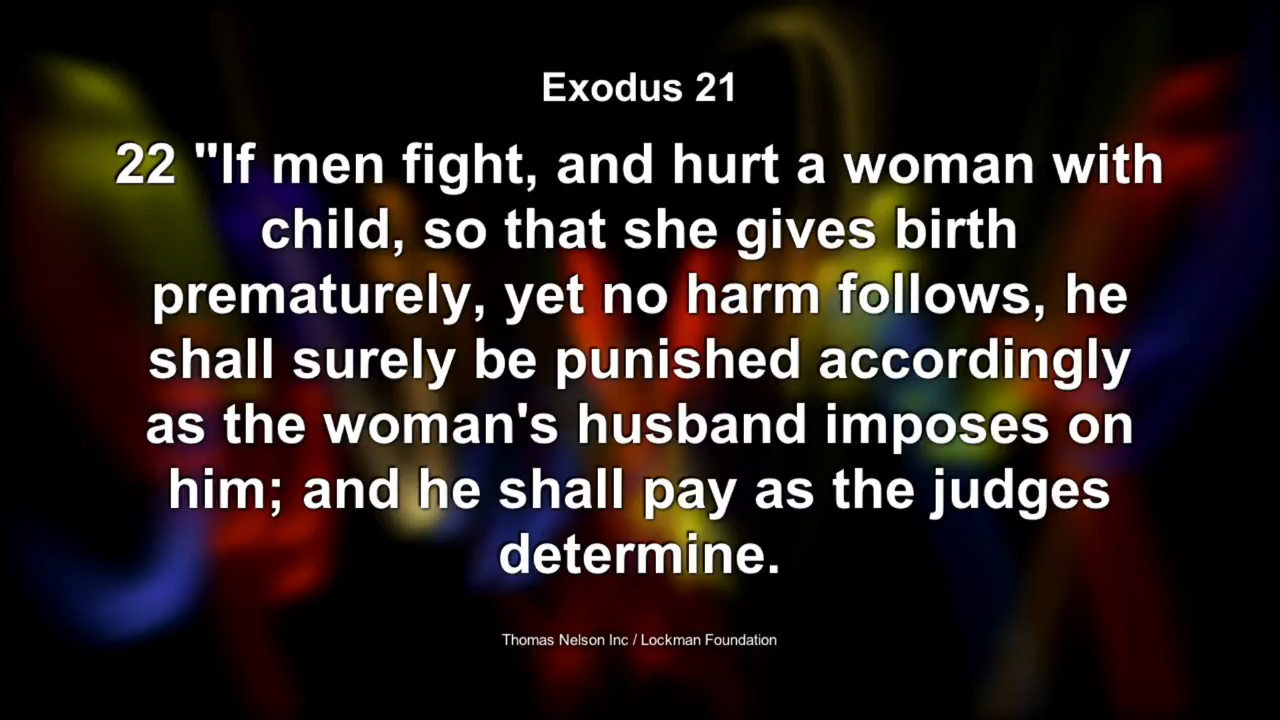 Exodus 21
22 "If men fight, and hurt a woman with
child, so that she gives birth
prematurely, yet no harm follows, he
shall surely be punished accordingly
as the woman's husband imposes on
him; and he shall pay as the judges
determine.
Thomas Nelson Inc / Lockman Foundation